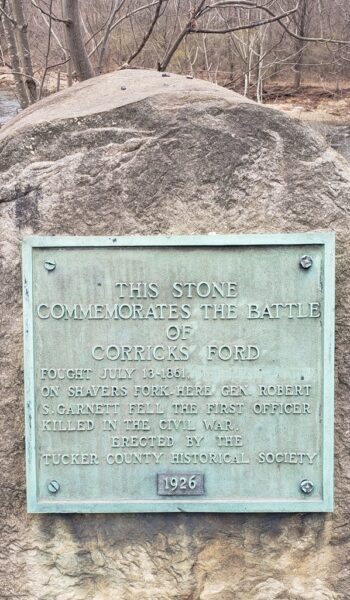 THIS STONE
COMMEMORATES THE BATTLE
OF
CORRICKS FORD
FOUGHT JULY 13-1861.
ON SHAVERS FORK-HERE GEN. ROBERT
S. GARNETT FELL THE FIRST OFFICER
KILLED IN THE CIVIL WAR.
ERECTED BY THE
TUCKER COUNTY HISTORICAL SOCIETY
1926